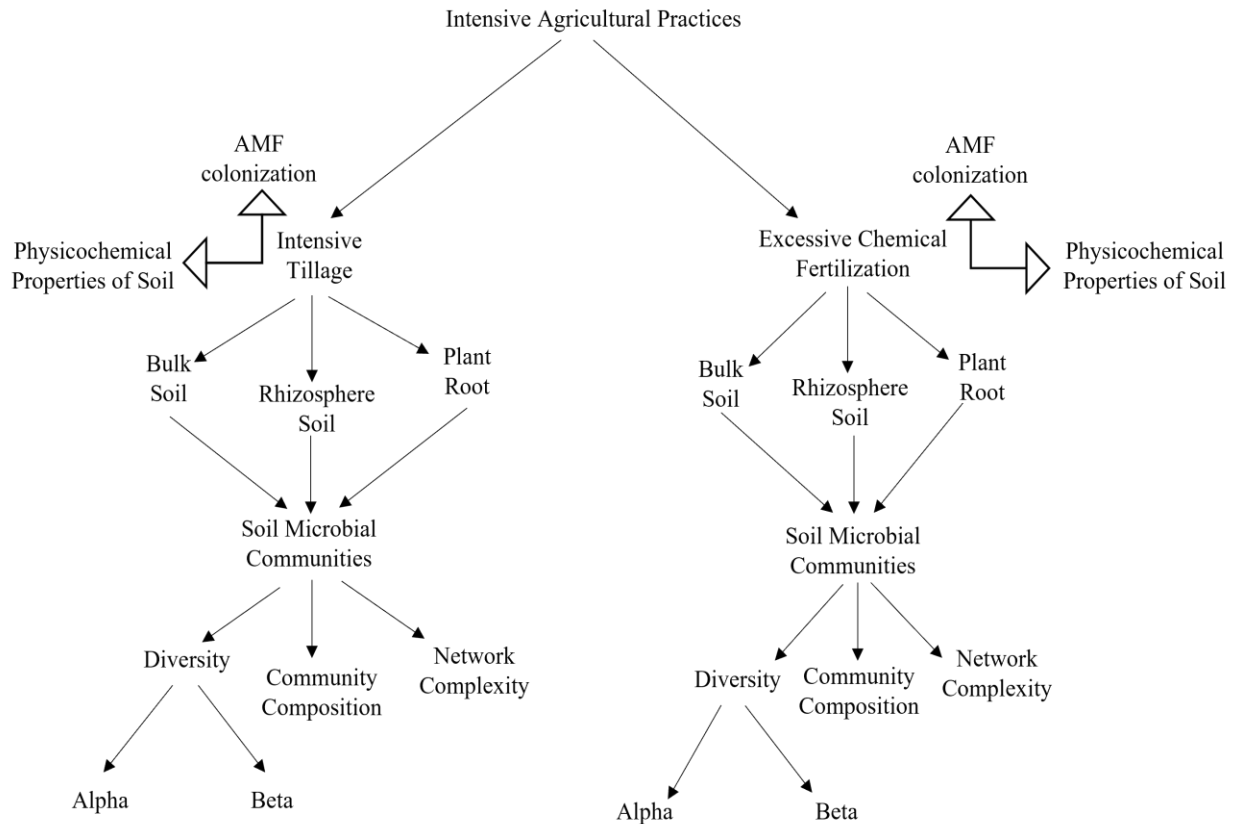 Intensive Agricultural Practices
AMF
colonization
Physicochemical
Properties of Soil
Intensive
Tillage
Bulk
Soil
Rhizosphere
Soil
Plant
Root
Soil Microbial
Communities
Diversity
Community
Composition
Network
Complexity
Alpha
Beta
AMF
colonization
Excessive Chemical
Fertilization
Physicochemical
Properties of Soil
Bulk
Soil
Rhizosphere
Soil
Plant
Root
Soil Microbial
Communities
Diversity
Community
Composition
Network
Complexity
Alpha
Beta